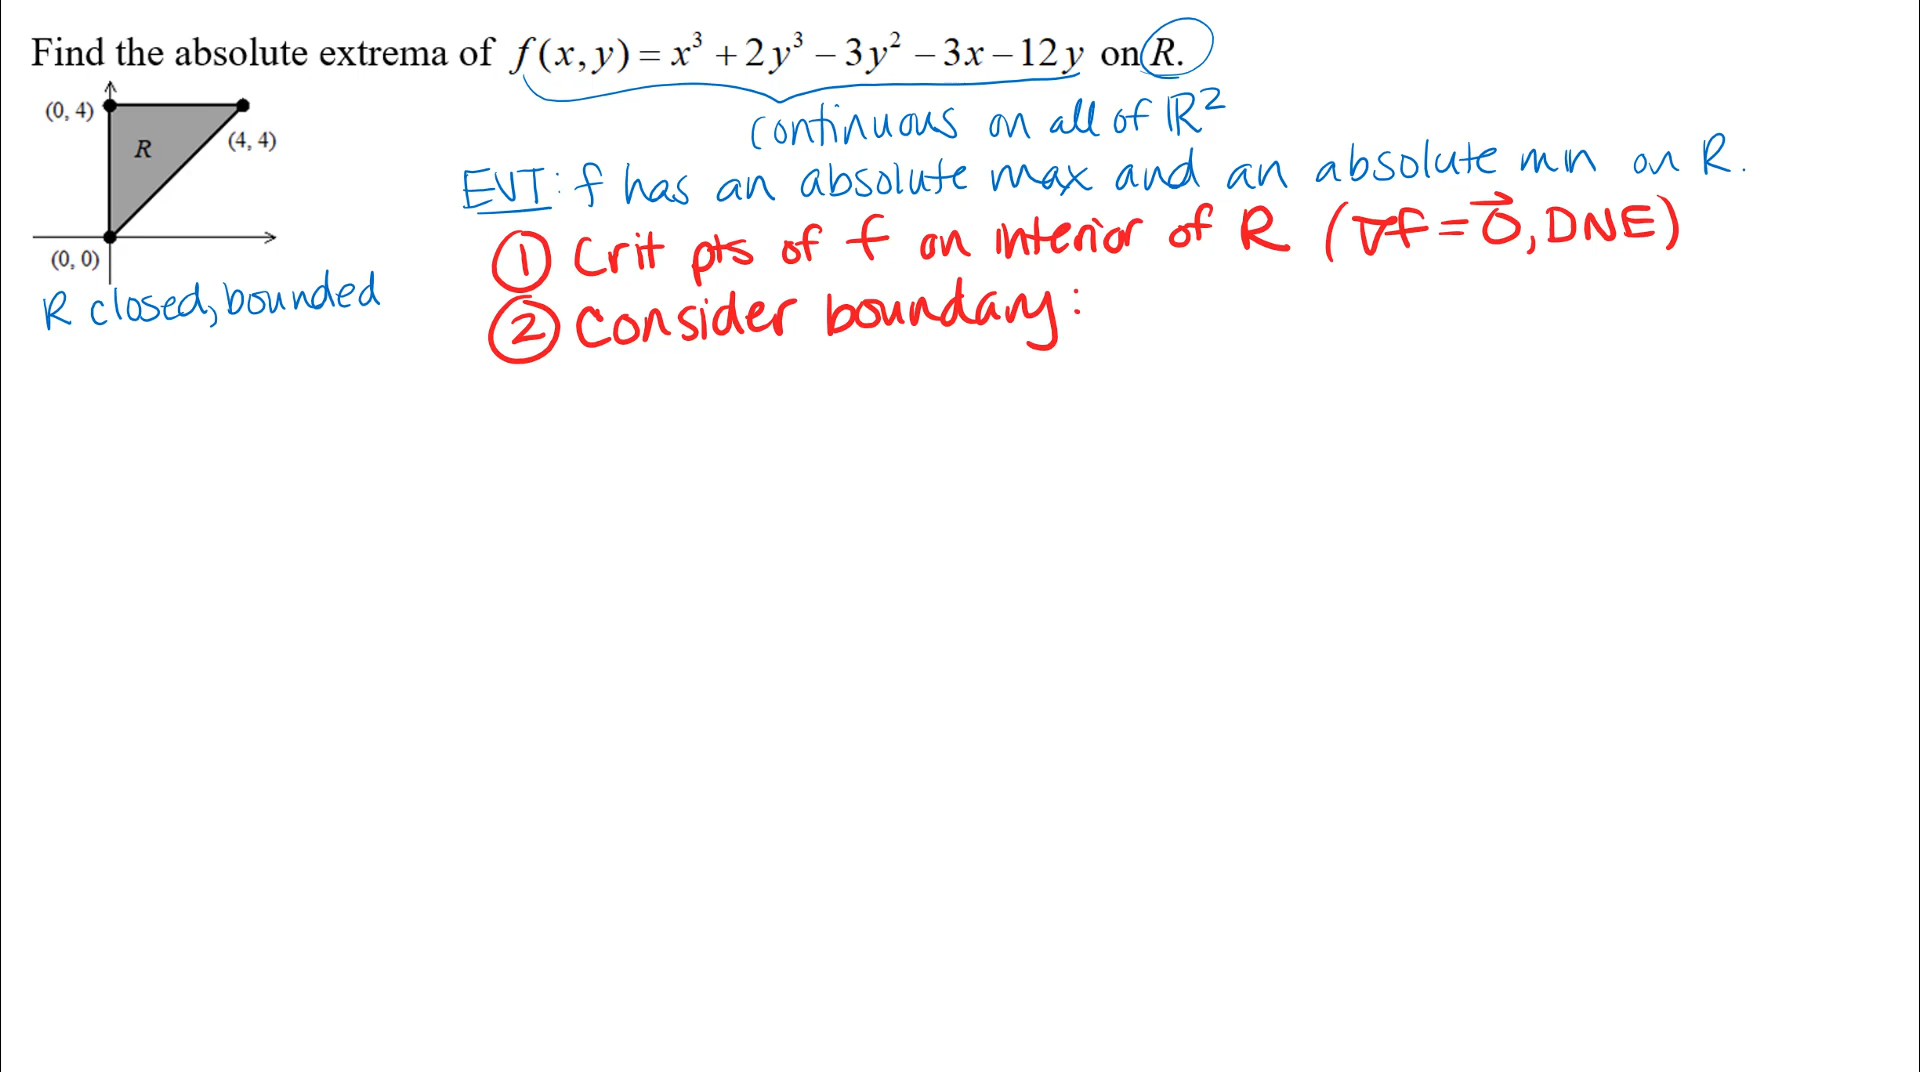 Find the absolute extrema of f(x, y) = x³ + 2y³ − 3y² − 3x − 12y on R.
(0, 4)
R
(4, 4)
(0, 0)
R closed, bounded
continuous on all of ℝ²
EVT: f has an absolute max and an absolute min on R.
① Crit pts of f on interior of R (∇f = 0⃗, DNE)
② Consider boundary: